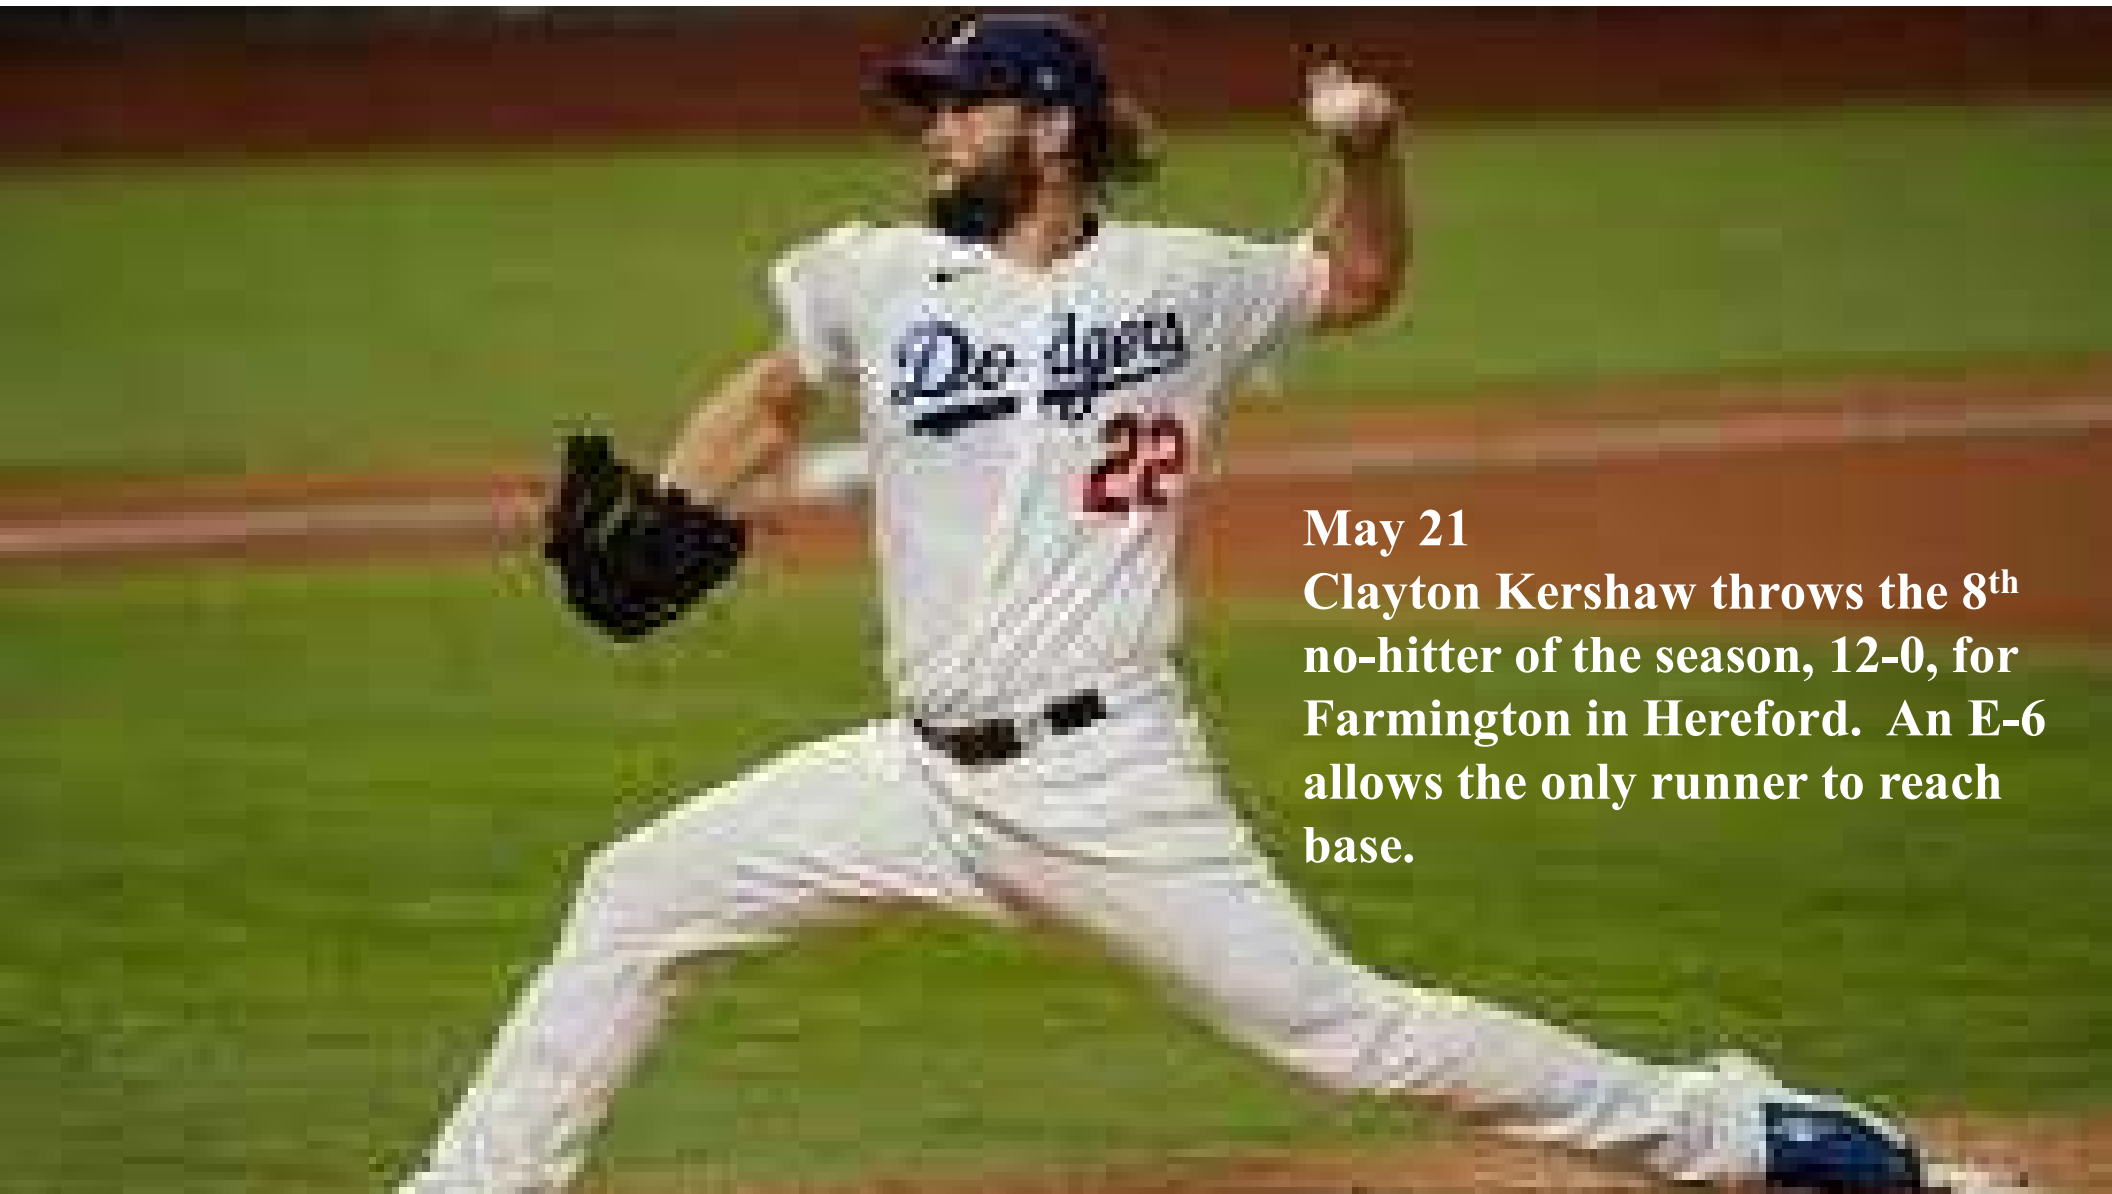 Dodgers
22
May 21
Clayton Kershaw throws the 8th
no-hitter of the season, 12-0, for
Farmington in Hereford.  An E-6
allows the only runner to reach
base.